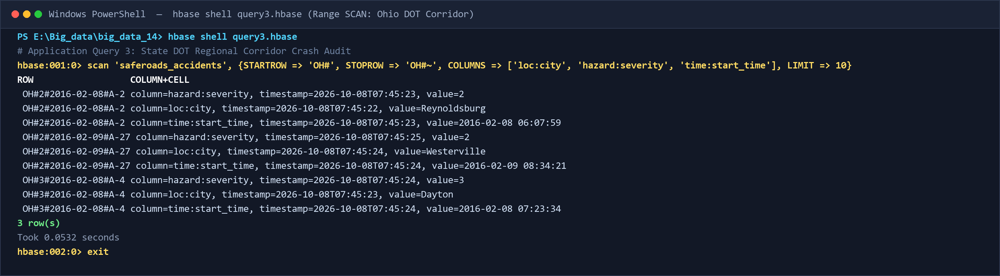 Windows PowerShell — hbase shell query3.hbase (Range SCAN: Ohio DOT Corridor)
PS E:\Big_data\big_data_14> hbase shell query3.hbase
# Application Query 3: State DOT Regional Corridor Crash Audit
hbase:001:0> scan 'saferoads_accidents', {STARTROW => 'OH#', STOPROW => 'OH#~', COLUMNS => ['loc:city', 'hazard:severity', 'time:start_time'], LIMIT => 10}
ROW                  COLUMN+CELL
 OH#2#2016-02-08#A-2 column=hazard:severity, timestamp=2026-10-08T07:45:23, value=2
 OH#2#2016-02-08#A-2 column=loc:city, timestamp=2026-10-08T07:45:22, value=Reynoldsburg
 OH#2#2016-02-08#A-2 column=time:start_time, timestamp=2026-10-08T07:45:23, value=2016-02-08 06:07:59
 OH#2#2016-02-09#A-27 column=hazard:severity, timestamp=2026-10-08T07:45:25, value=2
 OH#2#2016-02-09#A-27 column=loc:city, timestamp=2026-10-08T07:45:24, value=Westerville
 OH#2#2016-02-09#A-27 column=time:start_time, timestamp=2026-10-08T07:45:24, value=2016-02-09 08:34:21
 OH#3#2016-02-08#A-4 column=hazard:severity, timestamp=2026-10-08T07:45:24, value=3
 OH#3#2016-02-08#A-4 column=loc:city, timestamp=2026-10-08T07:45:23, value=Dayton
 OH#3#2016-02-08#A-4 column=time:start_time, timestamp=2026-10-08T07:45:24, value=2016-02-08 07:23:34
3 row(s)
Took 0.0532 seconds
hbase:002:0> exit